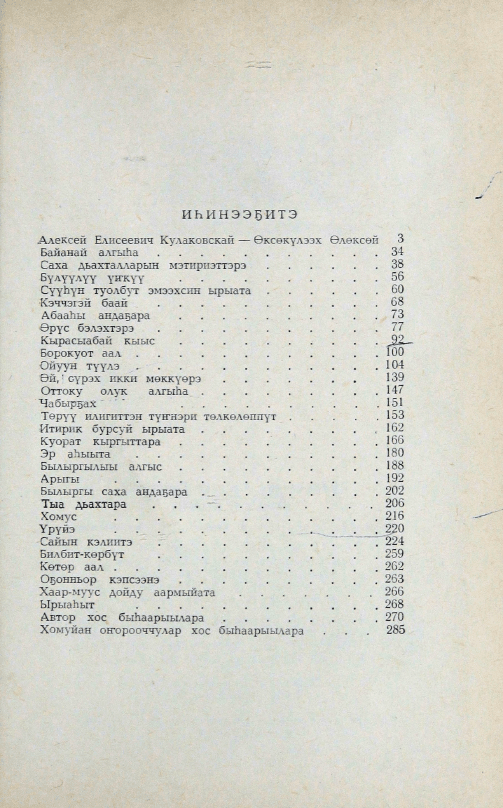 ИҺИНЭЭҔИТЭ
Алексей Елисеевич Кулаковскай — Өксөкүлээх Өлөксөй 3
Байанай алгыһа . . . . . . . . . . 34
Саха дьахталларын мэтириэттэрэ . . . . . . 38
Бүлүүлүү үҥкүү . . . . . . . . . . 56
Сүүһүн туолбут эмээхсин ырыата . . . . . . 60
Кэччэгэй баай . . . . . . . . . . 68
Абааһы андаҕара . . . . . . . . . 73
Өрүс бэлэхтэрэ . . . . . . . . . . 77
Кырасыабай кыыс . . . . . . . . . 92
Борокуот аал . . . . . . . . . . 100
Ойуун түүлэ . . . . . . . . . . 104
Өй, сүрэх икки мөккүөрэ . . . . . . . . 139
Оттоку олук алгыһа . . . . . . . . 147
Чабырҕах . . . . . . . . . . . 151
Төрүү илигиттэн түҥнэри төлкөлөппүт . . . . . 153
Итирик бурсуй ырыата . . . . . . . . 162
Куорат кыргыттара . . . . . . . . . 166
Эр аһыыта . . . . . . . . . . 180
Былыргылыы алгыс . . . . . . . . . 188
Арыгы . . . . . . . . . . . 192
Былыргы саха андаҕара . . . . . . . . 202
Тыа дьахтара . . . . . . . . . . 206
Хомус . . . . . . . . . . . 216
Үрүйэ . . . . . . . . . . . 220
Сайын кэлиитэ . . . . . . . . . . 224
Билбит-көрбүт . . . . . . . . . . 259
Көтөр аал . . . . . . . . . . . 262
Оҕонньор кэпсээнэ . . . . . . . . . 263
Хаар-муус дойду аармыйата . . . . . . . 266
Ырыаһыт . . . . . . . . . . 268
Автор хос быһаарыылара . . . . . . . 270
Хомуйан оҥорооччулар хос быһаарыылара . . . 285